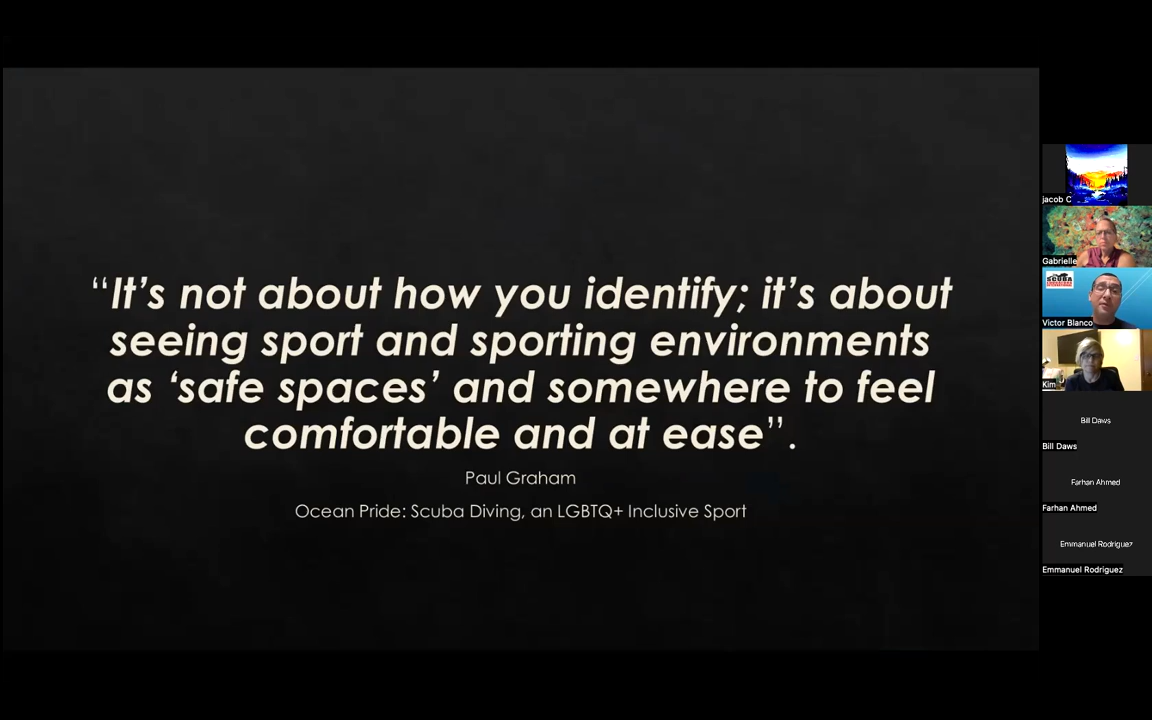 “It’s not about how you identify; it’s about
seeing sport and sporting environments
as ‘safe spaces’ and somewhere to feel
comfortable and at ease”.
Paul Graham
Ocean Pride: Scuba Diving, an LGBTQ+ Inclusive Sport
jacob C
Gabrielle
SCUBA
Victor Blanco
Kim
Bill Daws
Bill Daws
Farhan Ahmed
Farhan Ahmed
Emmanuel Rodriguez
Emmanuel Rodriguez